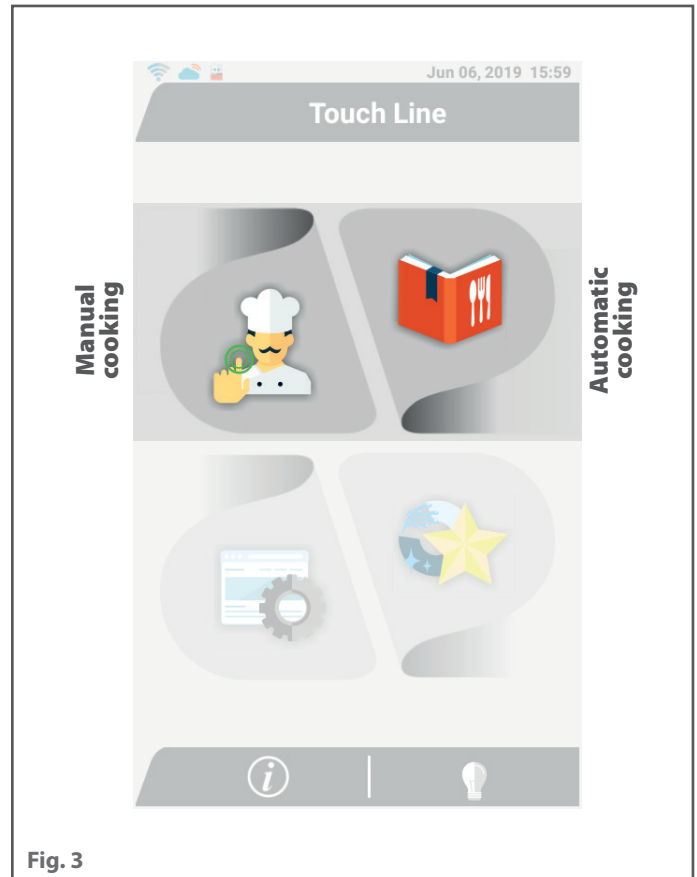 Jun 06, 2019 15:59
Touch Line
Manual
cooking
Automatic
cooking
i
Fig. 3